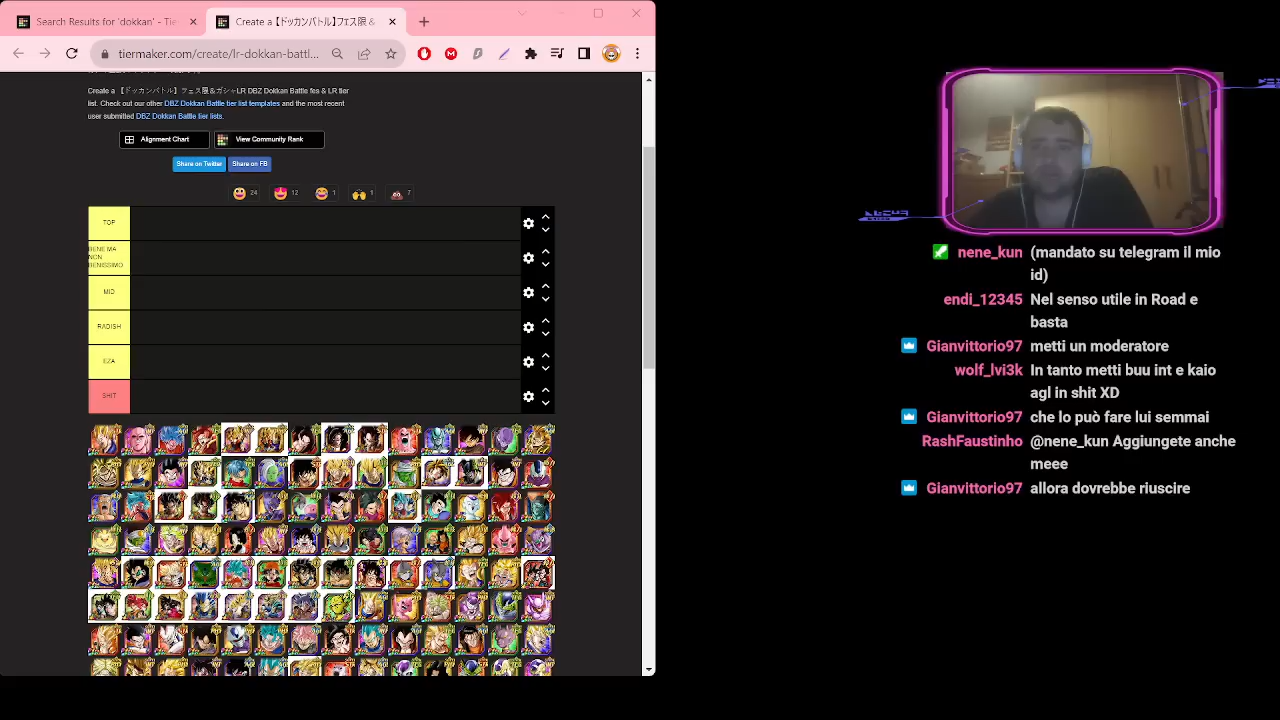 Search Results for 'dokkan' - Tie
Create a 【ドッカンバトル】フェス限 &
tiermaker.com/create/lr-dokkan-battl...
Create a 【ドッカンバトル】フェス限＆ガシャLR DBZ Dokkan Battle fes & LR tier
list. Check out our other DBZ Dokkan Battle tier list templates and the most recent
user submitted DBZ Dokkan Battle tier lists.
Alignment Chart
View Community Rank
Share on Twitter
Share on FB
24
12
1
1
7
TOP
BENE MA
NON
BENISSIMO
MID
RADISH
EZA
SHIT
nene_kun (mandato su telegram il mio
id)
endi_12345 Nel senso utile in Road e
basta
Gianvittorio97 metti un moderatore
wolf_lvi3k In tanto metti buu int e kaio
agl in shit XD
Gianvittorio97 che lo può fare lui semmai
RashFaustinho @nene_kun Aggiungete anche
meee
Gianvittorio97 allora dovrebbe riuscire